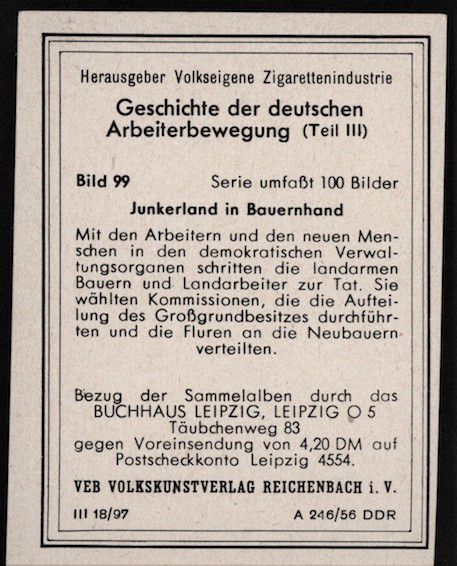 Herausgeber Volkseigene Zigarettenindustrie
Geschichte der deutschen
Arbeiterbewegung (Teil III)
Bild 99 Serie umfaßt 100 Bilder
Junkerland in Bauernhand
Mit den Arbeitern und den neuen Men-
schen in den demokratischen Verwal-
tungsorganen schritten die landarmen
Bauern und Landarbeiter zur Tat. Sie
wählten Kommissionen, die die Auftei-
lung des Großgrundbesitzes durchführ-
ten und die Fluren an die Neubauern
verteilten.
Bezug der Sammelalben durch das
BUCHHAUS LEIPZIG, LEIPZIG O 5
Täubchenweg 83
gegen Voreinsendung von 4,20 DM auf
Postscheckkonto Leipzig 4554.
VEB VOLKSKUNSTVERLAG REICHENBACH i. V.
III 18/97 A 246/56 DDR